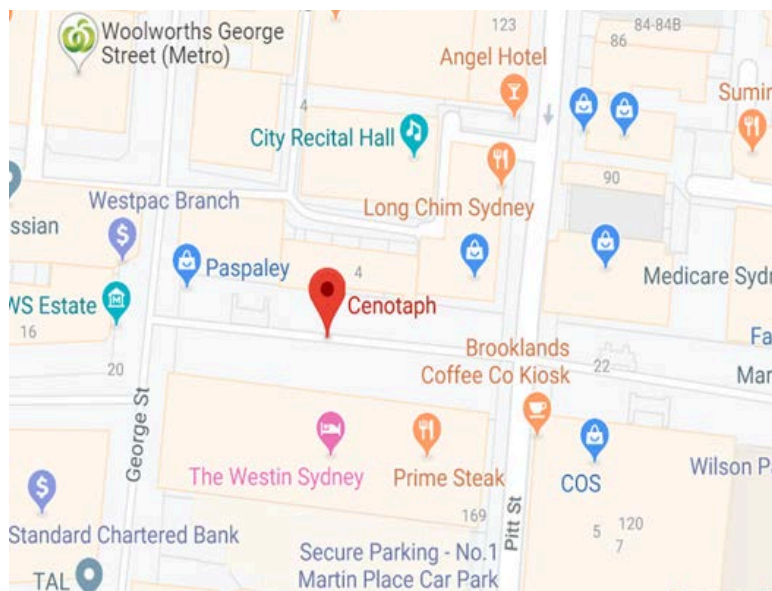 Woolworths George
Street (Metro)
123
84-84B
86
Angel Hotel
Sumir
4
City Recital Hall
90
Westpac Branch
Long Chim Sydney
ssian
Paspaley
4
Medicare Sydn
WS Estate
Cenotaph
16
Brooklands
Coffee Co Kiosk
22
Fa
Mar
20
George St
The Westin Sydney
Prime Steak
COS
Wilson Pa
Standard Chartered Bank
169
Pitt St
5
120
7
Secure Parking - No.1
Martin Place Car Park
TAL